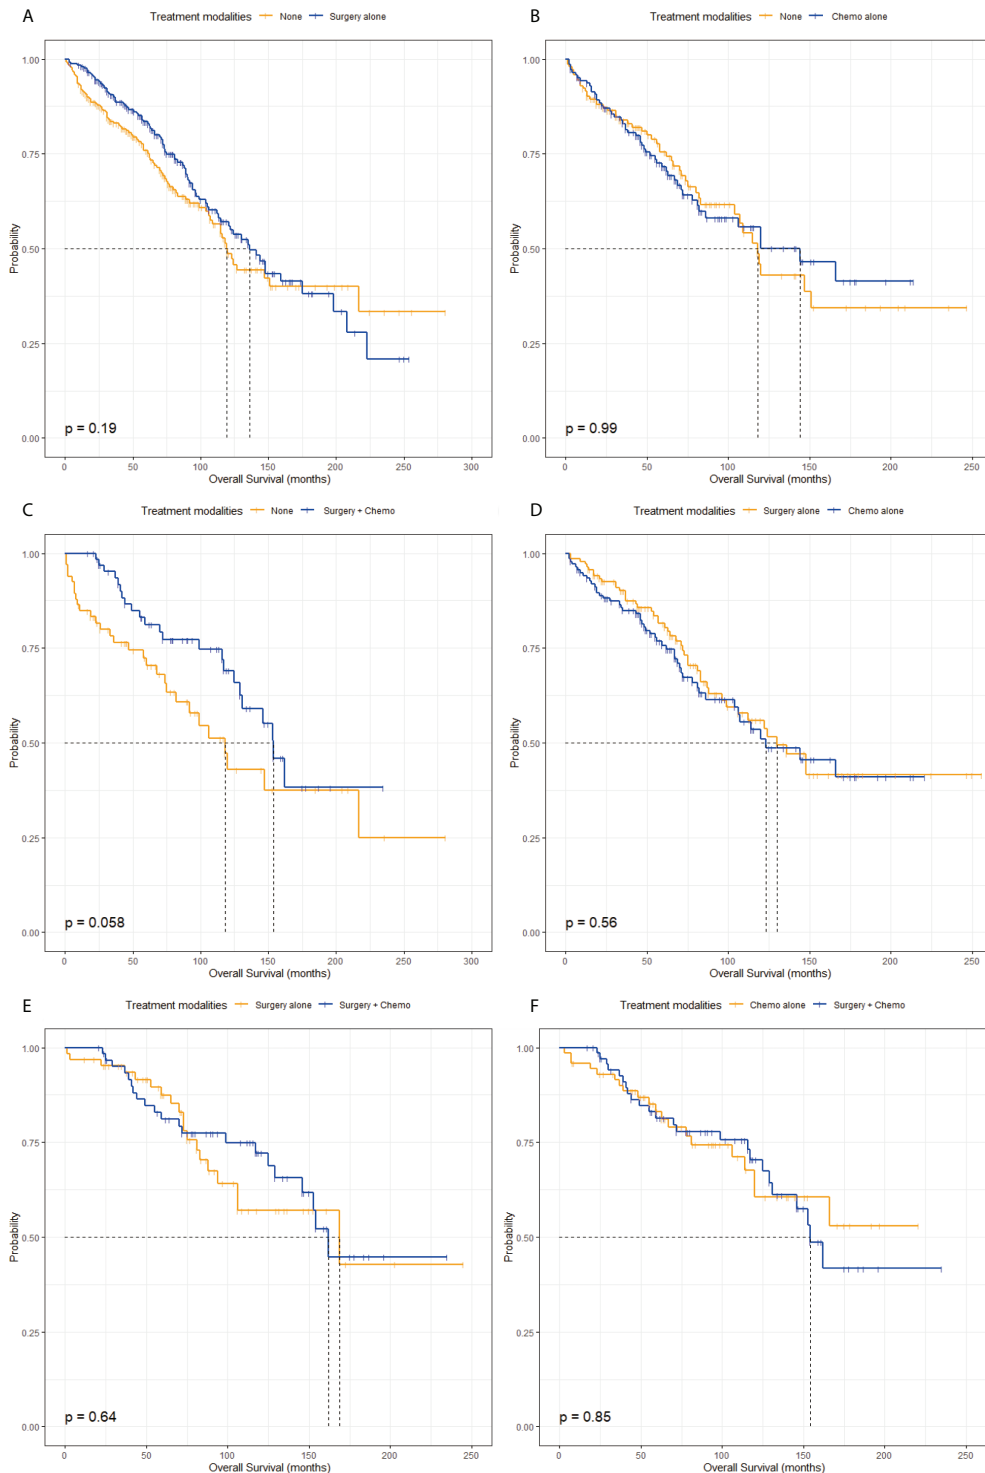 A
Treatment modalities None Surgery alone
1.00
0.75
0.50
0.25
0.00
Probability
p = 0.19
0 50 100 150 200 250 300
Overall Survival (months)
B
Treatment modalities None Chemo alone
1.00
0.75
0.50
0.25
0.00
Probability
p = 0.99
0 50 100 150 200 250
Overall Survival (months)
C
Treatment modalities None Surgery + Chemo
1.00
0.75
0.50
0.25
0.00
Probability
p = 0.058
0 50 100 150 200 250 300
Overall Survival (months)
D
Treatment modalities Surgery alone Chemo alone
1.00
0.75
0.50
0.25
0.00
Probability
p = 0.56
0 50 100 150 200 250
Overall Survival (months)
E
Treatment modalities Surgery alone Surgery + Chemo
1.00
0.75
0.50
0.25
0.00
Probability
p = 0.64
0 50 100 150 200 250
Overall Survival (months)
F
Treatment modalities Chemo alone Surgery + Chemo
1.00
0.75
0.50
0.25
0.00
Probability
p = 0.85
0 50 100 150 200 250
Overall Survival (months)